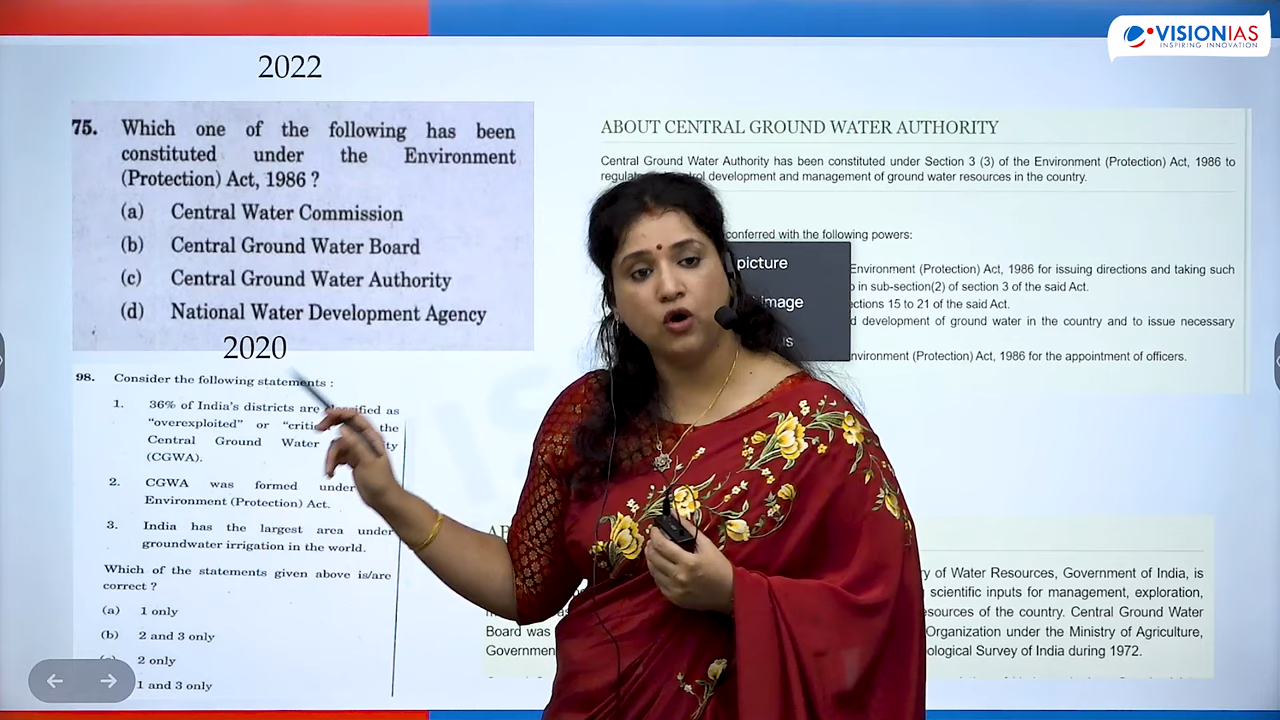 VISIONIAS
INSPIRING INNOVATION
2022
75. Which one of the following has been
constituted under the Environment
(Protection) Act, 1986 ?
(a) Central Water Commission
(b) Central Ground Water Board
(c) Central Ground Water Authority
(d) National Water Development Agency
2020
98. Consider the following statements :
1. 36% of India's districts are classified as
"overexploited" or the
Central Ground Water
(CGWA).
2. CGWA was formed under
Environment (Protection) Act.
3. India has the largest area under
groundwater irrigation in the world.
Which of the statements given above is/are
correct ?
(a) 1 only
(b) 2 and 3 only
2 only
1 and 3 only
ABOUT CENTRAL GROUND WATER AUTHORITY
Central Ground Water Authority has been constituted under Section 3 (3) of the Environment (Protection) Act, 1986 to
development and management of ground water resources in the country.
conferred with the following powers:
picture
image
Environment (Protection) Act, 1986 for issuing directions and taking such
in sub-section(2) of section 3 of the said Act.
15 to 21 of the said Act.
development of ground water in the country and to issue necessary
(Protection) Act, 1986 for the appointment of officers.
of Water Resources, Government of India, is
scientific inputs for management, exploration,
of the country. Central Ground Water
Board was Organization under the Ministry of Agriculture,
Survey of India during 1972.